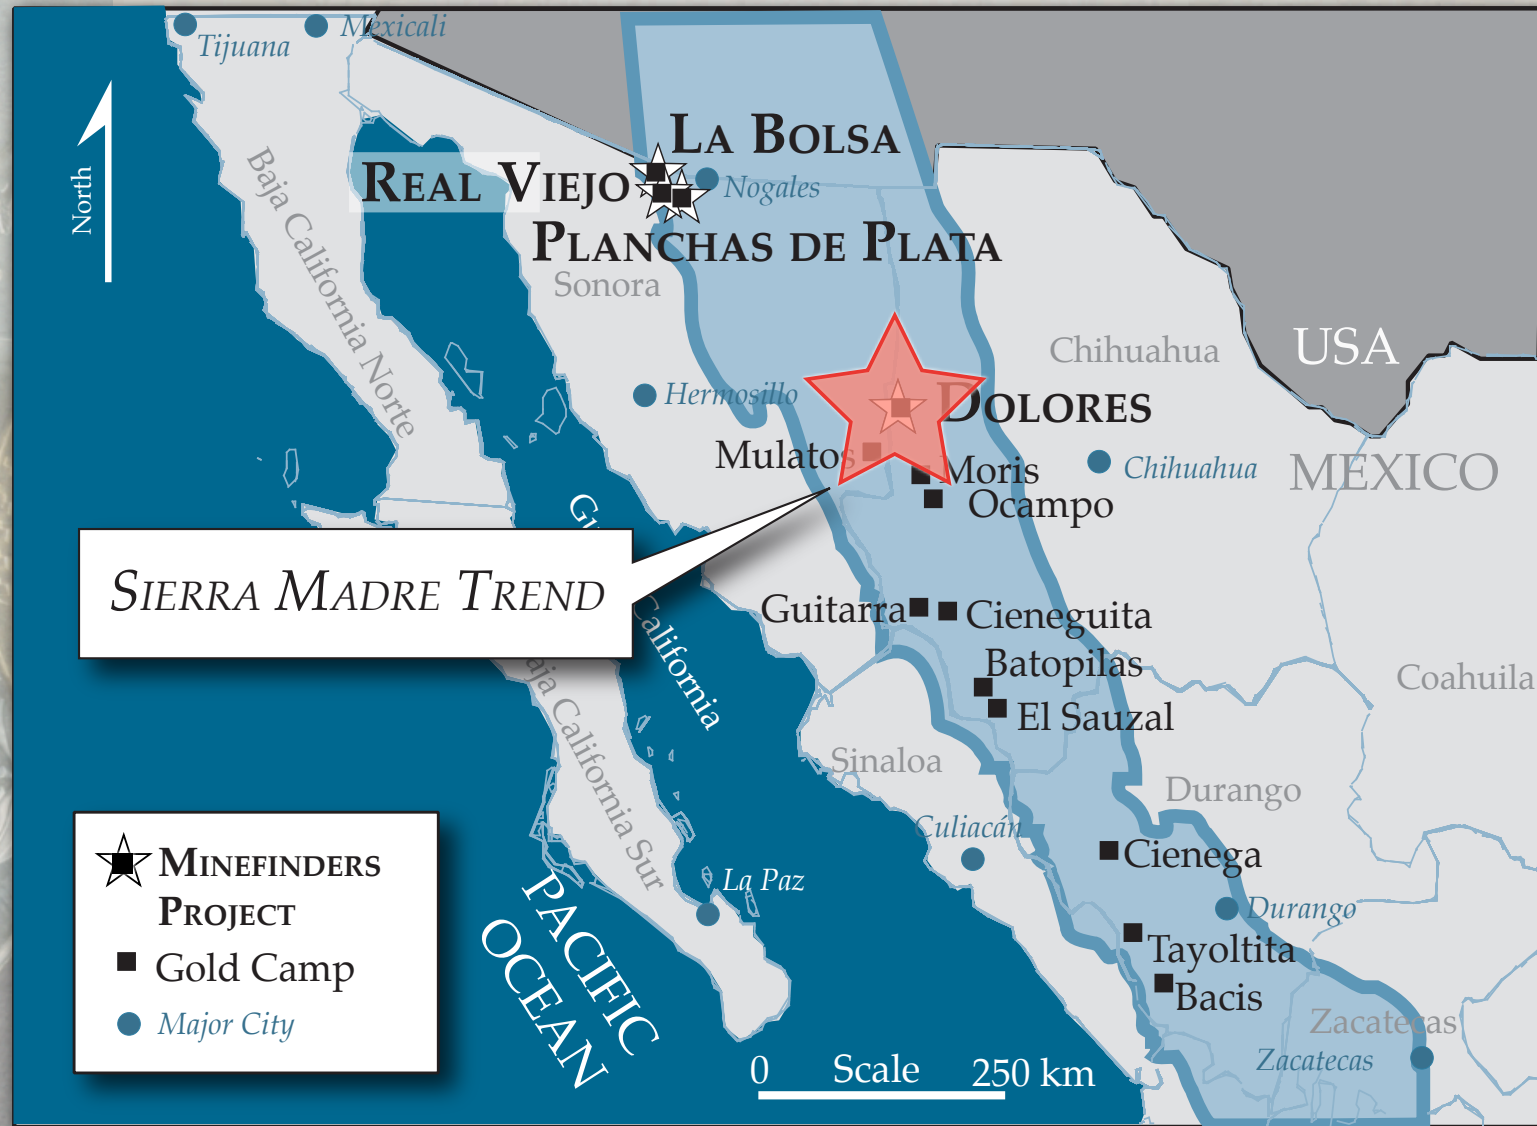 Tijuana
Mexicali
North
Baja California Norte
LA BOLSA
REAL VIEJO
Nogales
PLANCHAS DE PLATA
Sonora
Chihuahua
USA
Hermosillo
DOLORES
Mulatos
Moris
Chihuahua
MEXICO
Ocampo
SIERRA MADRE TREND
California
Guitarra
Cieneguita
Batopilas
El Sauzal
Coahuila
Baja California Sur
Sinaloa
Durango
Culiacán
Cienega
La Paz
Durango
Tayoltita
Bacis
Zacatecas
Zacatecas
PACIFIC
OCEAN
MINEFINDERS
PROJECT
Gold Camp
Major City
0 Scale 250 km